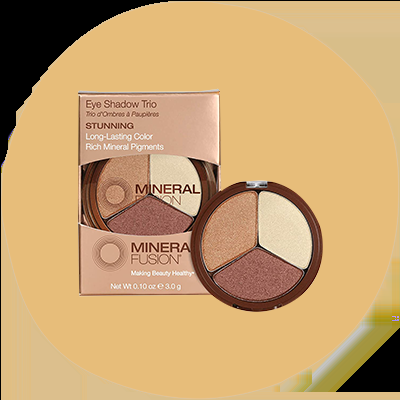 Eye Shadow Trio
Trio d'Ombres à Paupières
STUNNING
Long-Lasting Color
Rich Mineral Pigments
MINERAL
FUSION
MINERAL
FUSION®
Making Beauty Healthy®
Net Wt 0.10 oz ℮ 3.0 g